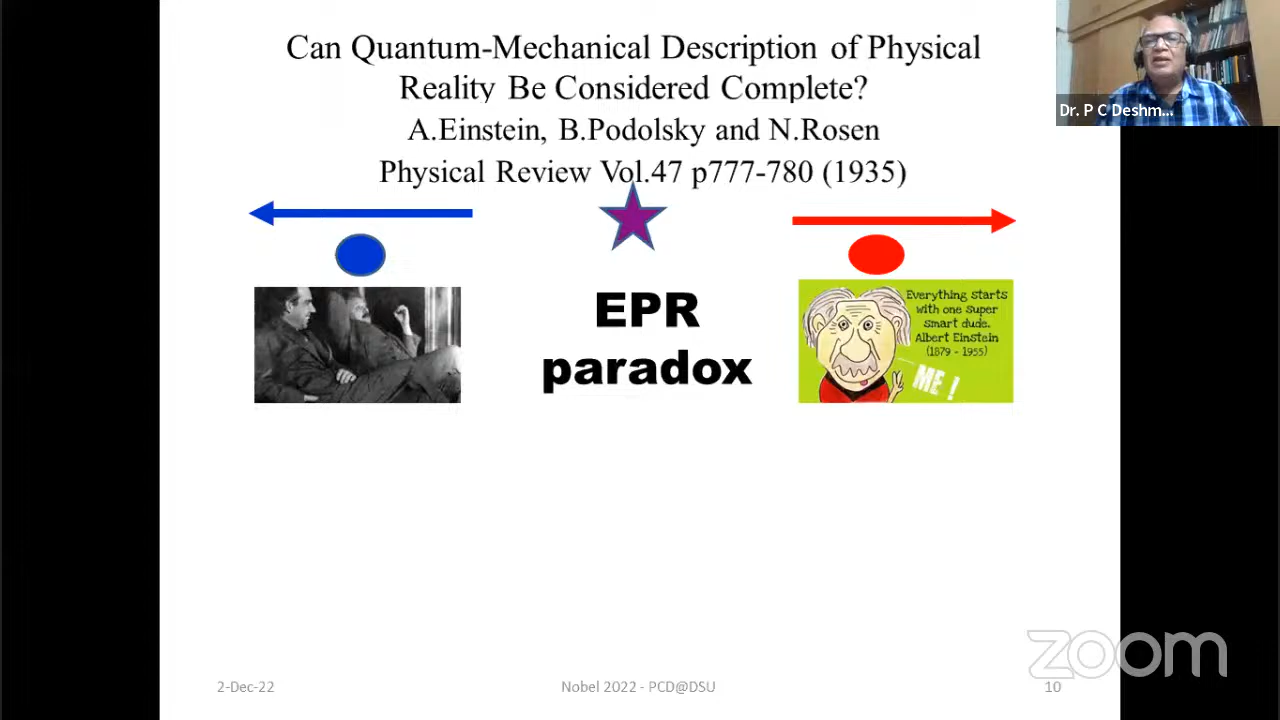 Can Quantum-Mechanical Description of Physical
Reality Be Considered Complete?
A.Einstein, B.Podolsky and N.Rosen
Physical Review Vol.47 p777-780 (1935)
Dr. P C Deshm...
EPR
paradox
Everything starts
with one super
smart dude.
Albert Einstein
(1879 - 1955)
ME !
zoom
2-Dec-22
Nobel 2022 - PCD@DSU
10